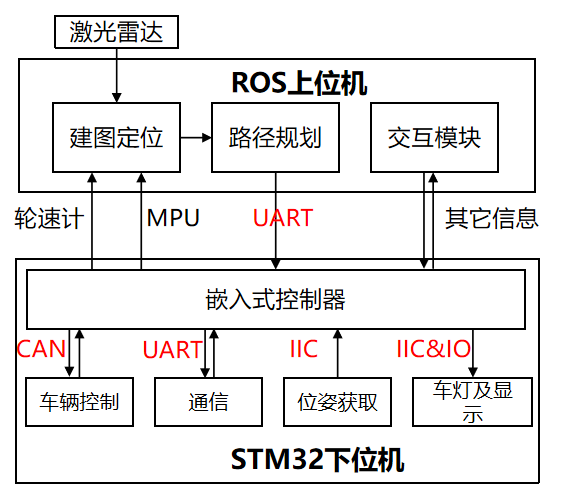 激光雷达
ROS上位机
建图定位
路径规划
交互模块
轮速计
MPU
UART
其它信息
嵌入式控制器
CAN
UART
IIC
IIC&IO
车辆控制
通信
位姿获取
车灯及显
示
STM32下位机